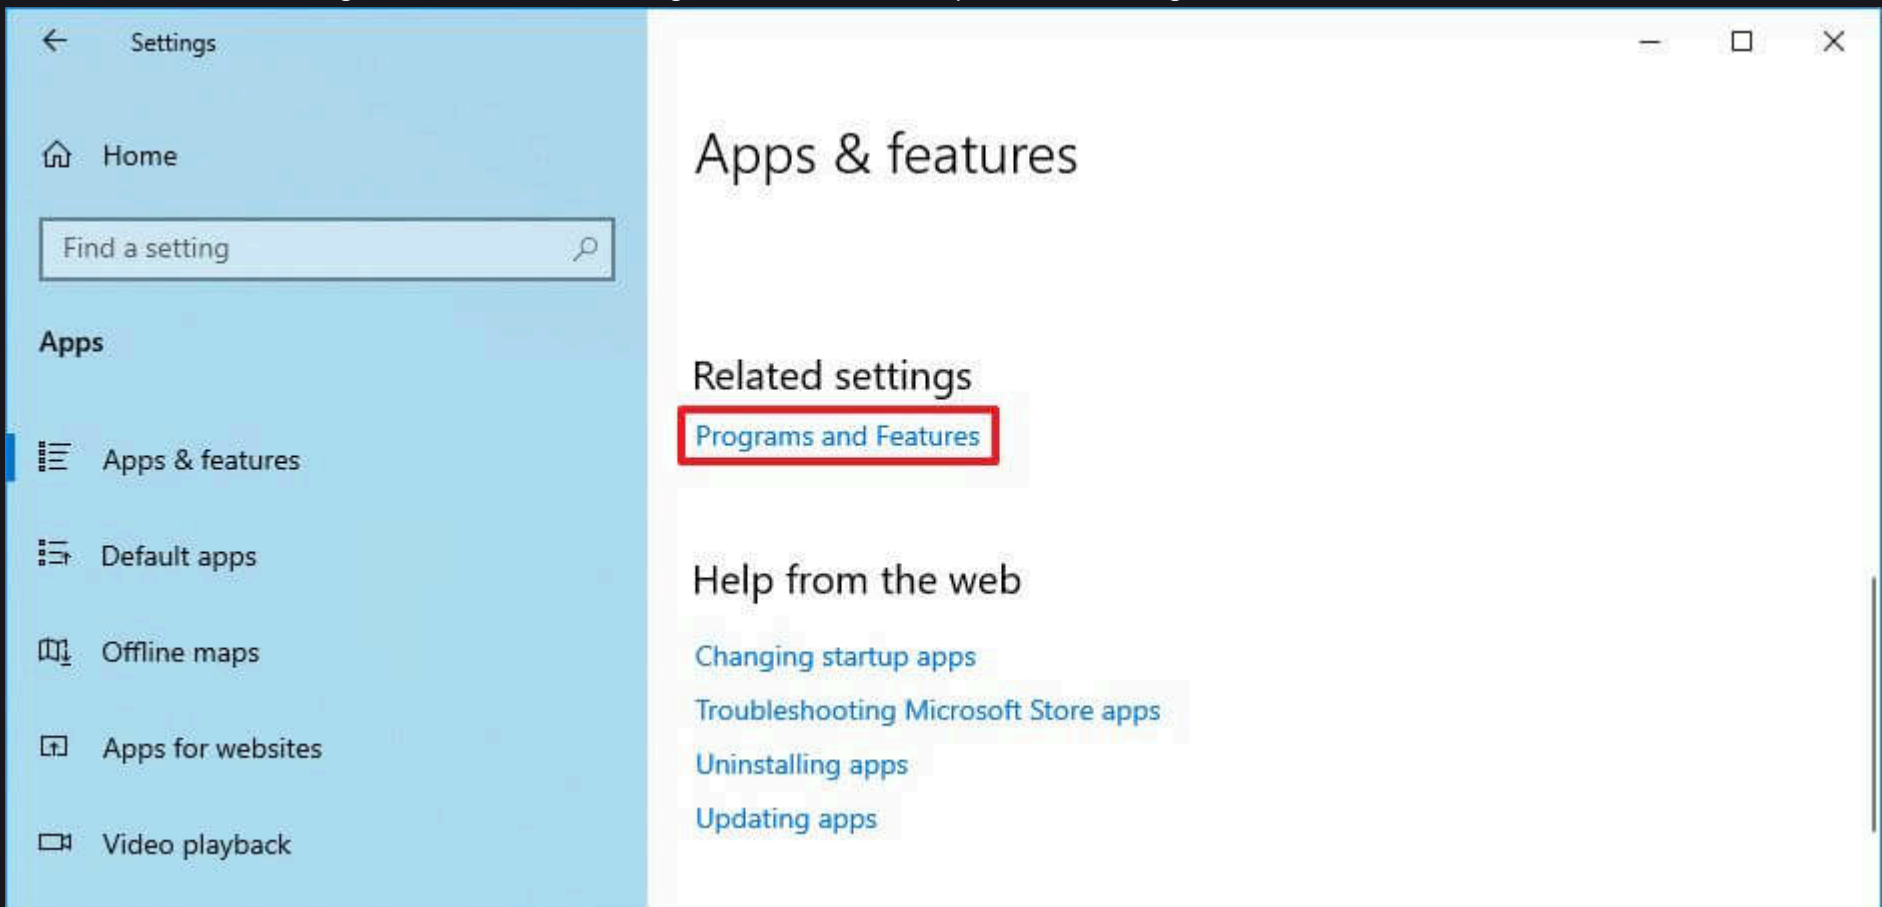 Settings
Home
Find a setting
Apps
Apps & features
Default apps
Offline maps
Apps for websites
Video playback
Apps & features
Related settings
Programs and Features
Help from the web
Changing startup apps
Troubleshooting Microsoft Store apps
Uninstalling apps
Updating apps